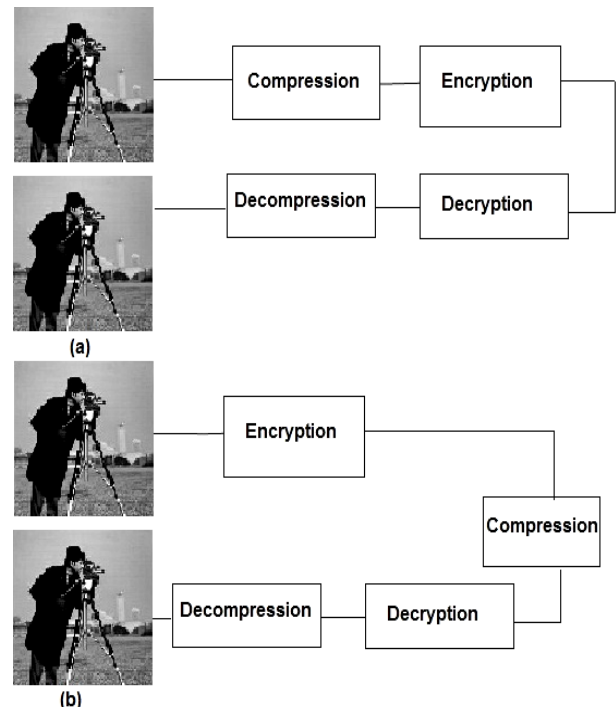 Compression
Encryption
Decompression
Decryption
(a)
Encryption
Compression
Decompression
Decryption
(b)